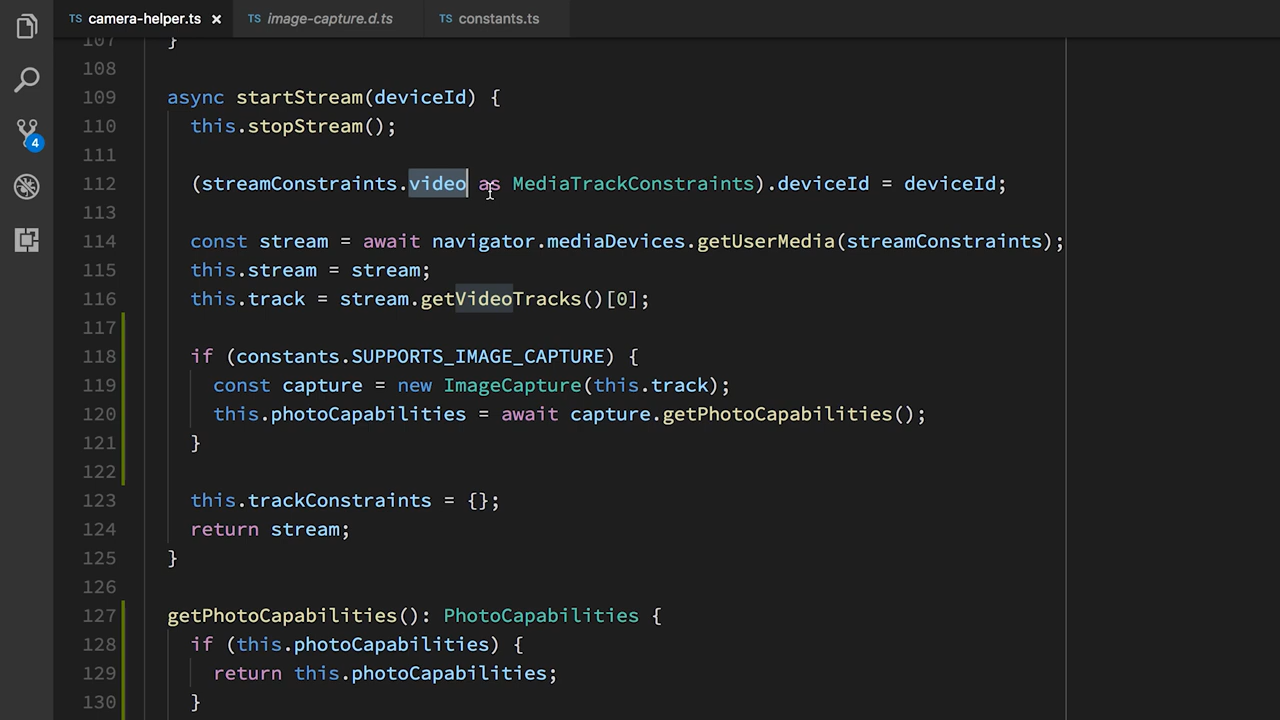 TS camera-helper.ts ×
TS image-capture.d.ts
TS constants.ts
107 }
108
109 async startStream(deviceId) {
110 this.stopStream();
111
112 (streamConstraints.video as MediaTrackConstraints).deviceId = deviceId;
113
114 const stream = await navigator.mediaDevices.getUserMedia(streamConstraints);
115 this.stream = stream;
116 this.track = stream.getVideoTracks()[0];
117
118 if (constants.SUPPORTS_IMAGE_CAPTURE) {
119 const capture = new ImageCapture(this.track);
120 this.photoCapabilities = await capture.getPhotoCapabilities();
121 }
122
123 this.trackConstraints = {};
124 return stream;
125 }
126
127 getPhotoCapabilities(): PhotoCapabilities {
128 if (this.photoCapabilities) {
129 return this.photoCapabilities;
130 }
4